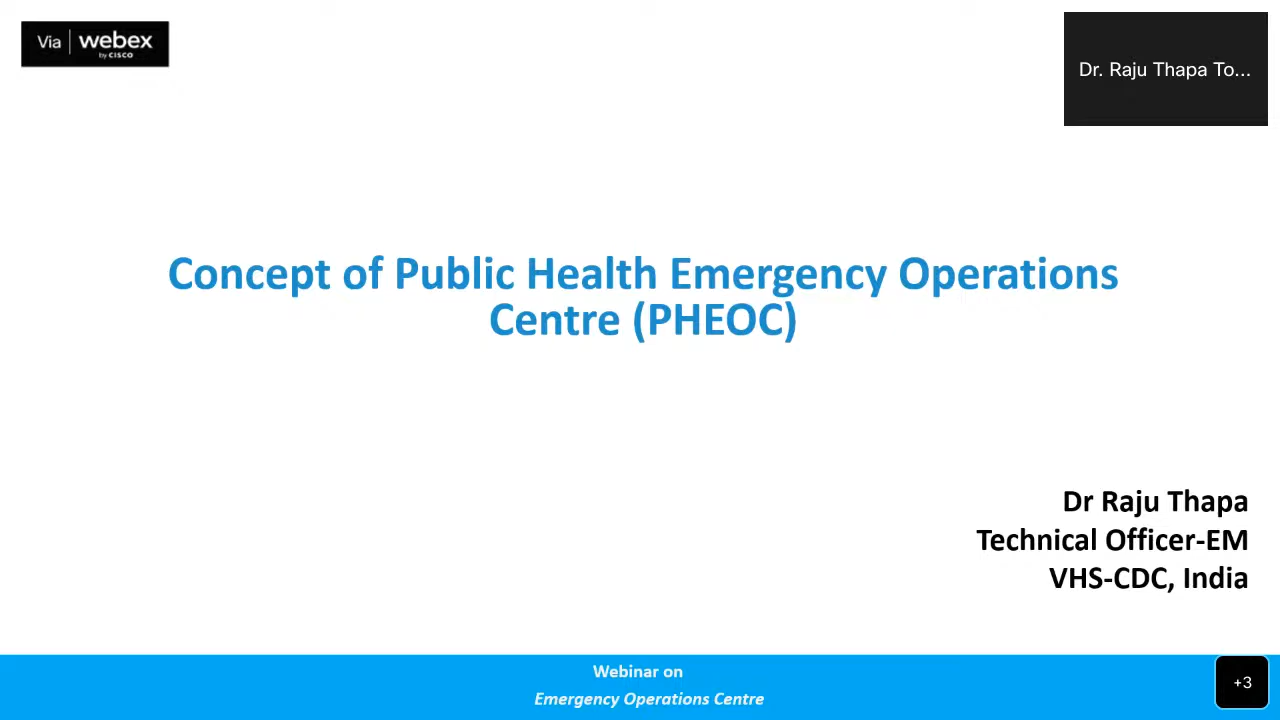 Via | webex
by CISCO
Dr. Raju Thapa To...
Concept of Public Health Emergency Operations
Centre (PHEOC)
Dr Raju Thapa
Technical Officer-EM
VHS-CDC, India
Webinar on
Emergency Operations Centre
+3